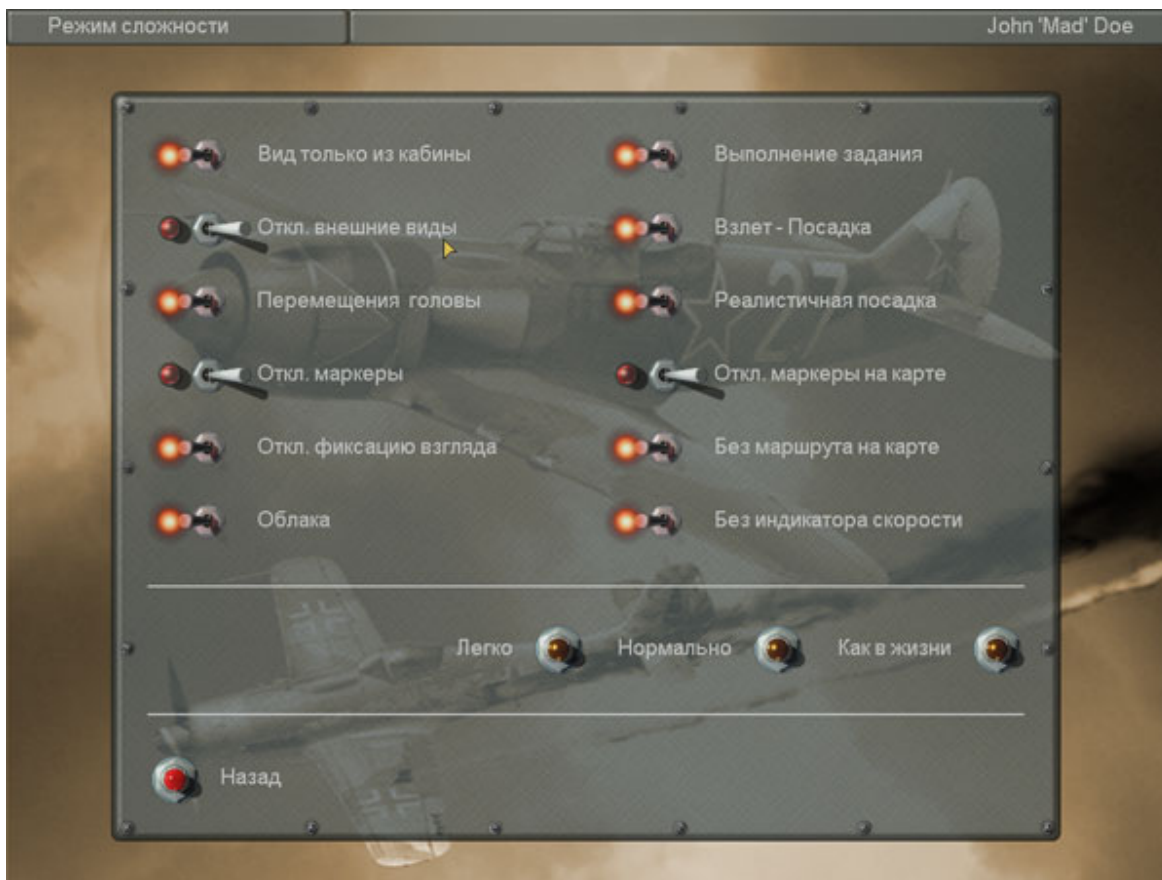 Режим сложности John 'Mad' Doe
Вид только из кабины Выполнение задания
Откл. внешние виды Взлет - Посадка
Перемещения головы Реалистичная посадка
Откл. маркеры Откл. маркеры на карте
Откл. фиксацию взгляда Без маршрута на карте
Облака Без индикатора скорости
Легко Нормально Как в жизни
Назад
27